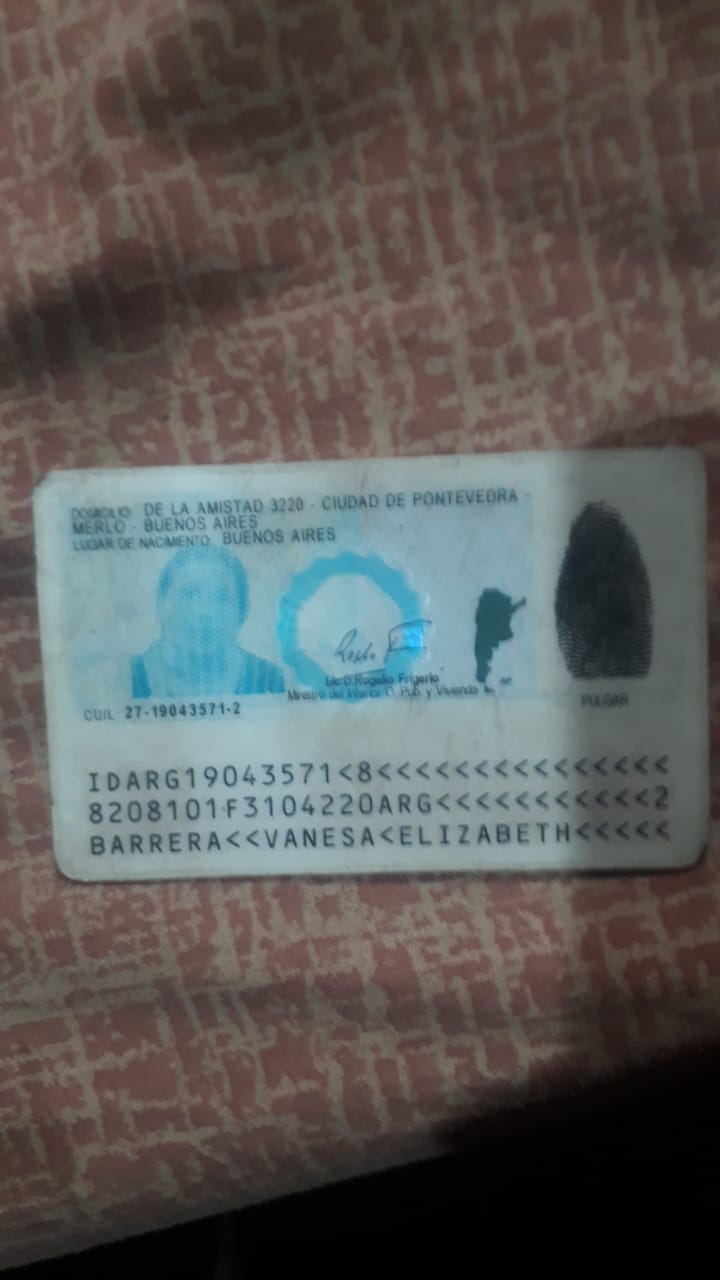 DOMICILIO: DE LA AMISTAD 3220 - CIUDAD DE PONTEVEDRA -
MERLO - BUENOS AIRES
LUGAR DE NACIMIENTO: BUENOS AIRES
Lic. D. Rogelio Frigerio
Ministro del Interior O. Pub. y Vivienda
CUIL: 27-19043571-2
PULGAR
IDARG19043571<8<<<<<<<<<<<<<<<
8208101F3104220ARG<<<<<<<<<<<2
BARRERA<<VANESA<ELIZABETH<<<<<